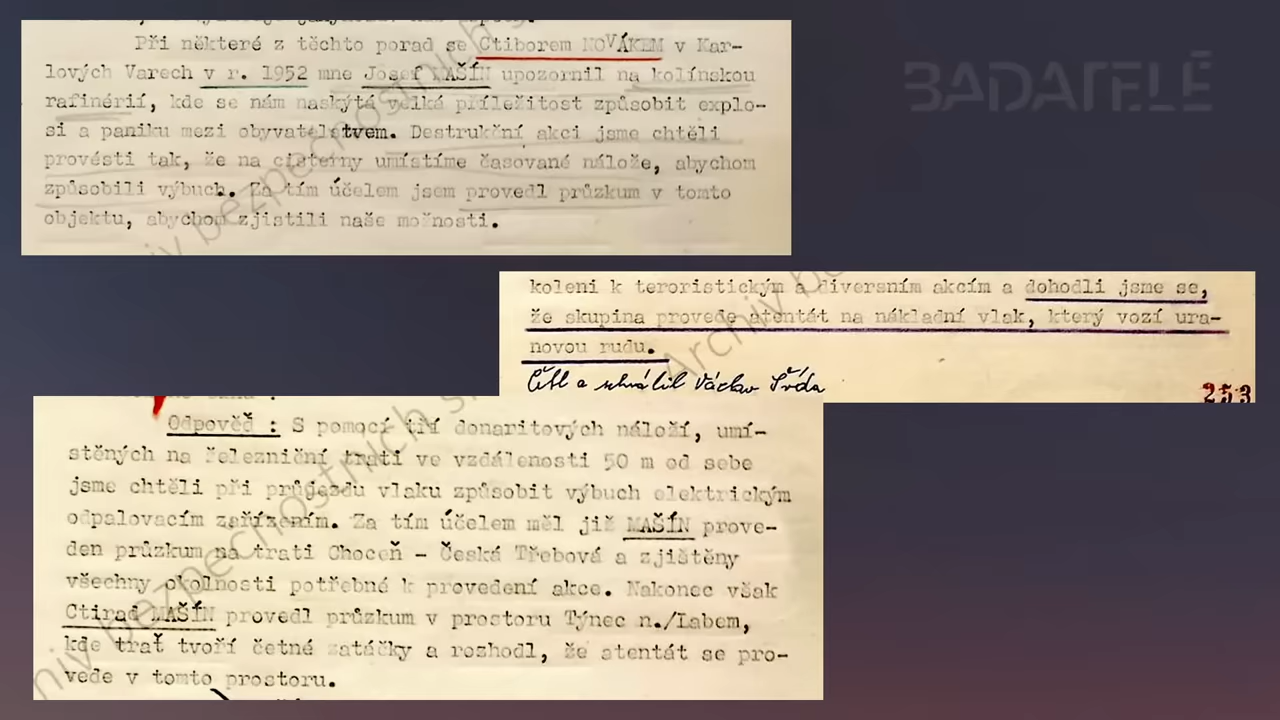 BADATELÉ
Při některé z těchto porad se Ctiborem NOVÁKEM v Kar-
lových Varech v r. 1952 mne Josef MAŠÍN upozornil na kolínskou
rafinérií, kde se nám naskýtá velká příležitost způsobit explo-
si a paniku mezi obyvatelstvem. Destrukční akci jsme chtěli
provésti tak, že na cisterny umístíme časované nálože, abychom
způsobili výbuch. Za tím účelem jsem provedl průzkum v tomto
objektu, abychom zjistili naše možnosti.
koleni k teroristickým a diversním akcím a dohodli jsme se,
že skupina provede atentát na nákladní vlak, který vozí ura-
novou rudu.
Četl a schválil Václav Švéda
253
Odpověď : S pomocí tří donaritových náloží, umí-
stěných na železniční trati ve vzdálenosti 50 m od sebe
jsme chtěli při průjezdu vlaku způsobit výbuch elektrickým
odpalovacím zařízením. Za tím účelem měl již MAŠÍN prove-
den průzkum na trati Choceň - Česká Třebová a zjištěny
všechny okolnosti potřebné k provedení akce. Nakonec však
Ctirad MAŠÍN provedl průzkum v prostoru Týnec n./Labem,
kde trať tvoří četné zatáčky a rozhodl, že atentát se pro-
vede v tomto prostoru.